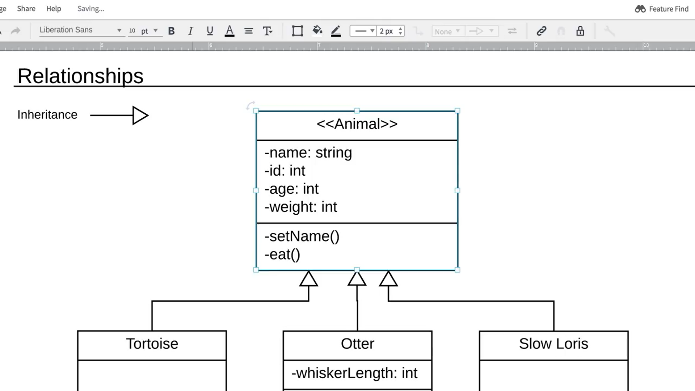 Share Help Saving... Feature Find
Liberation Sans 10 pt B I U A T 2 px None
Relationships
Inheritance
<<Animal>>
-name: string
-id: int
-age: int
-weight: int
-setName()
-eat()
Tortoise Otter Slow Loris
-whiskerLength: int